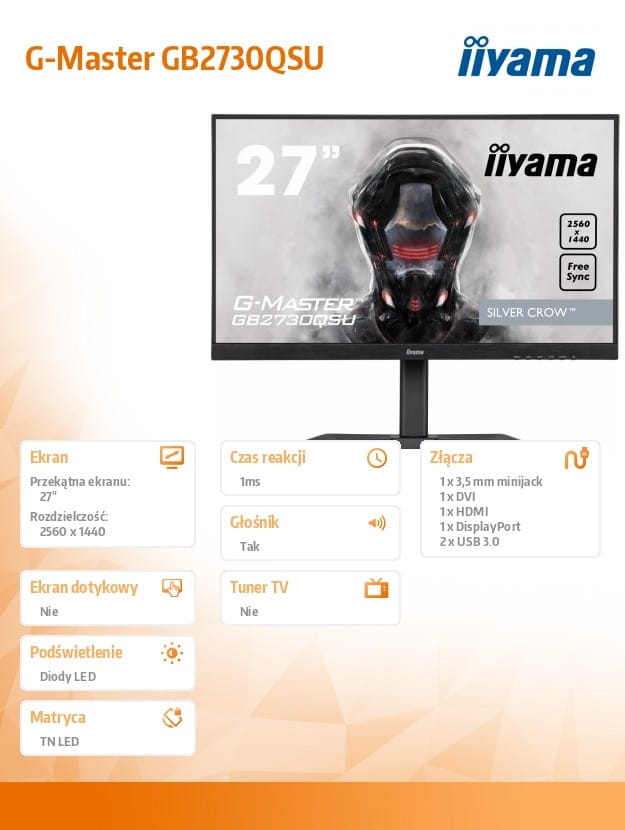 G-Master GB2730QSU
iiyama
27”
iiyama
2560
x
1440
Free
Sync
G-MASTER™
GB2730QSU
SILVER CROW™
iiyama
Ekran
Przekątna ekranu:
27"
Rozdzielczość:
2560 x 1440
Czas reakcji
1ms
Głośnik
Tak
Złącza
1 x 3,5 mm minijack
1 x DVI
1 x HDMI
1 x DisplayPort
2 x USB 3.0
Ekran dotykowy
Nie
Tuner TV
Nie
Podświetlenie
Diody LED
Matryca
TN LED